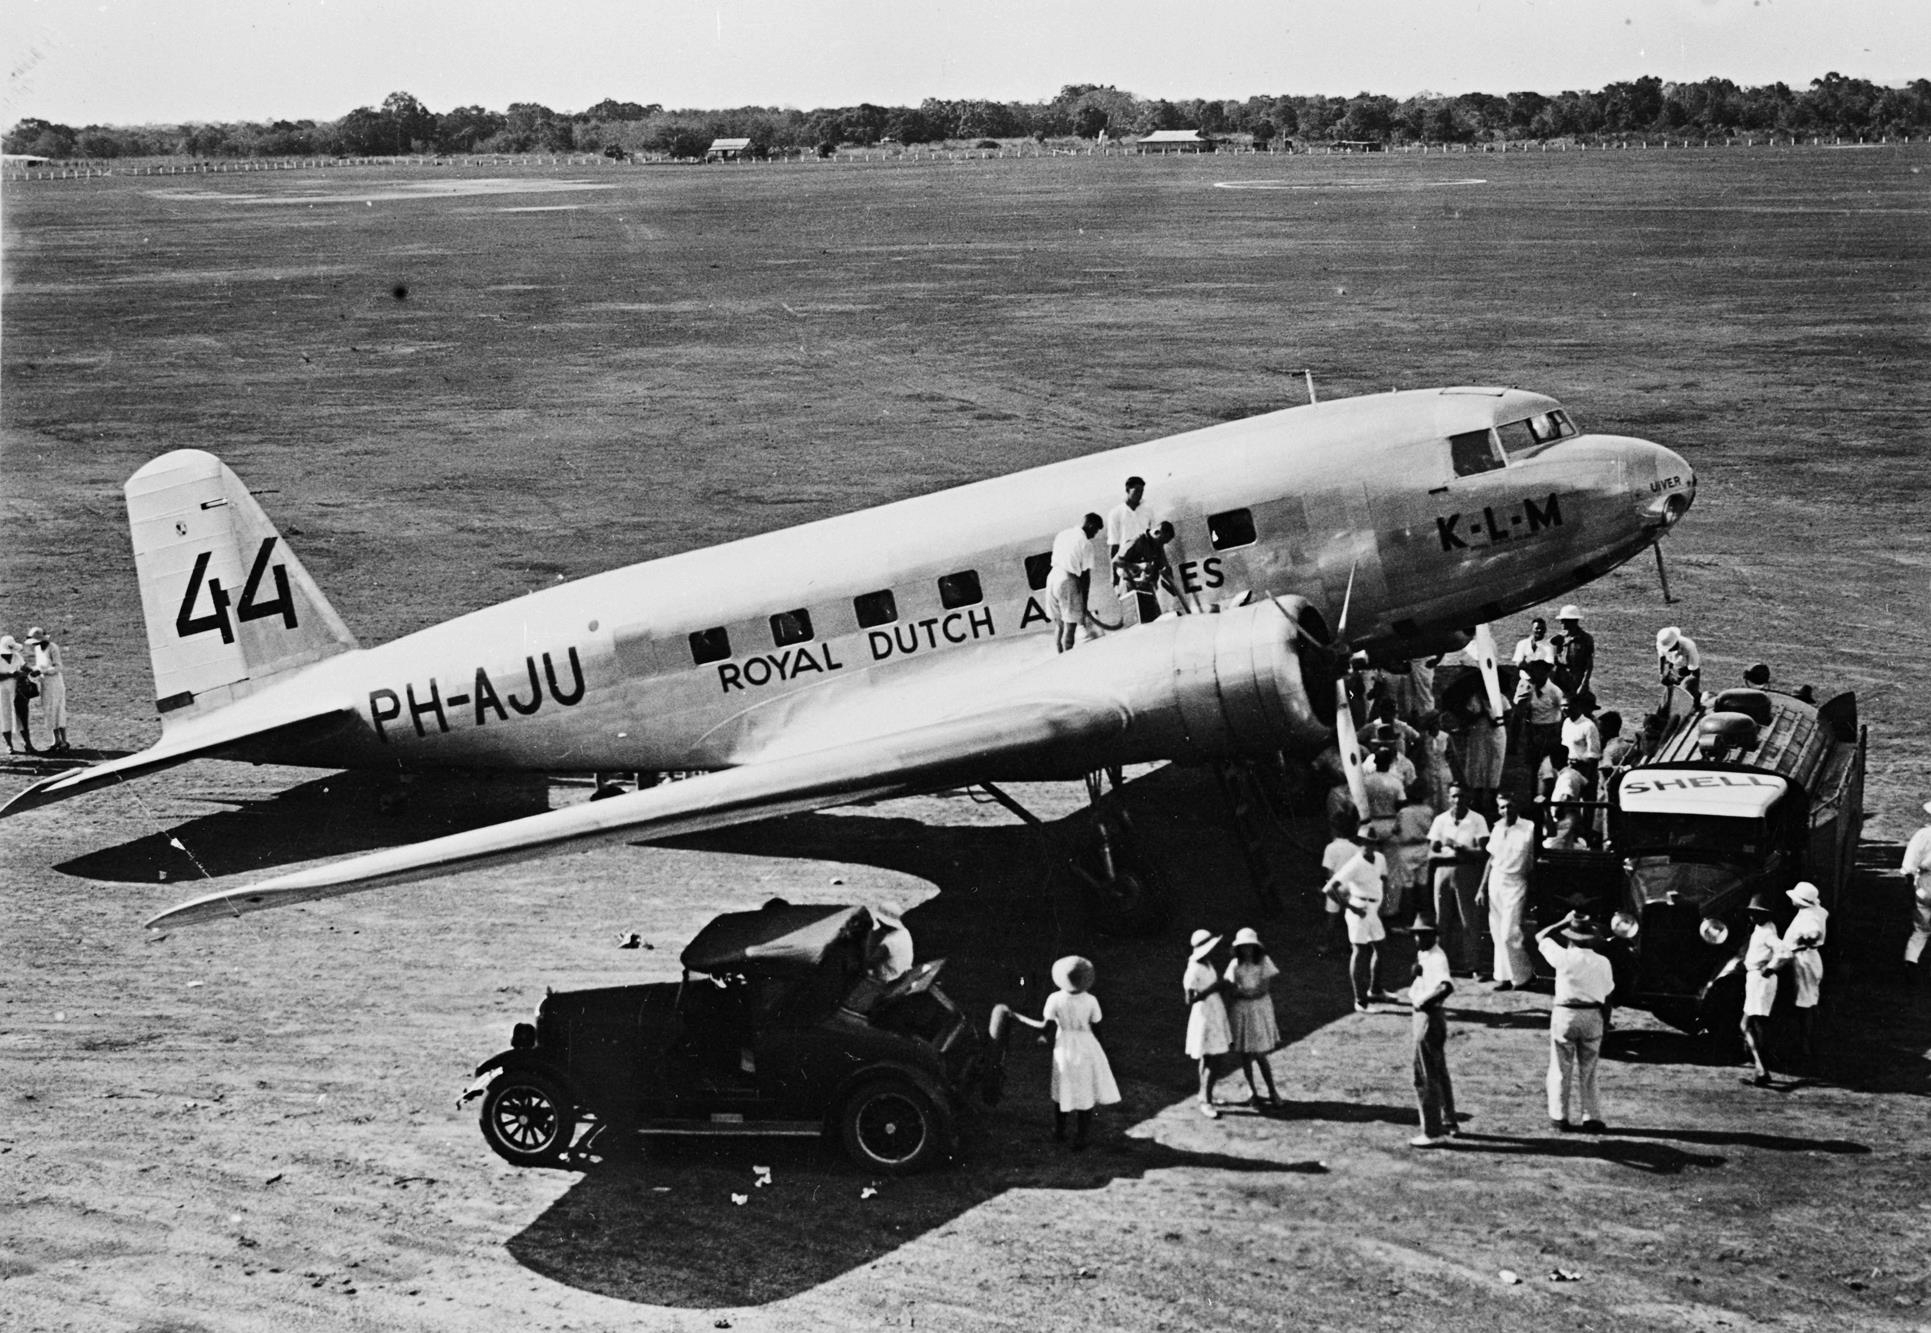 44
PH-AJU
ROYAL DUTCH A ES
K-L-M
UIVER
SHELL